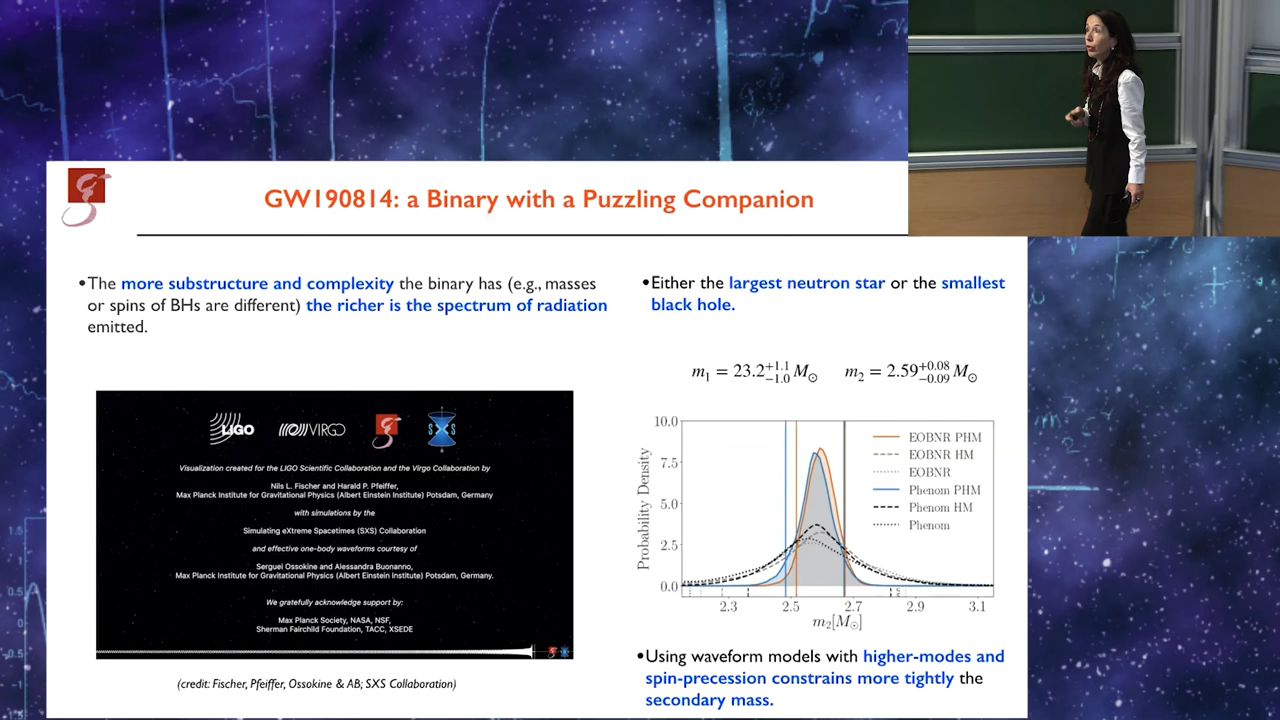 GW190814: a Binary with a Puzzling Companion
•The more substructure and complexity the binary has (e.g., masses
or spins of BHs are different) the richer is the spectrum of radiation
emitted.
LIGO
VIRGO
SXS
Visualization created for the LIGO Scientific Collaboration and the Virgo Collaboration by
Nils L. Fischer and Harald P. Pfeiffer,
Max Planck Institute for Gravitational Physics (Albert Einstein Institute) Potsdam, Germany
with simulations by the
Simulating eXtreme Spacetimes (SXS) Collaboration
and effective one-body waveforms courtesy of
Serguei Ossokine and Alessandra Buonanno,
Max Planck Institute for Gravitational Physics (Albert Einstein Institute) Potsdam, Germany.
We gratefully acknowledge support by:
Max Planck Society, NASA, NSF,
Sherman Fairchild Foundation, TACC, XSEDE
(credit: Fischer, Pfeiffer, Ossokine & AB; SXS Collaboration)
•Either the largest neutron star or the smallest
black hole.
m₁ = 23.2+1.1−1.0 M⊙ m₂ = 2.59+0.08−0.09 M⊙
10.0
7.5
5.0
2.5
0.0
Probability Density
EOBNR PHM
EOBNR HM
EOBNR
Phenom PHM
Phenom HM
Phenom
2.3 2.5 2.7 2.9 3.1
m₂[M⊙]
•Using waveform models with higher-modes and
spin-precession constrains more tightly the
secondary mass.
1.5
0.5
0
-0.5